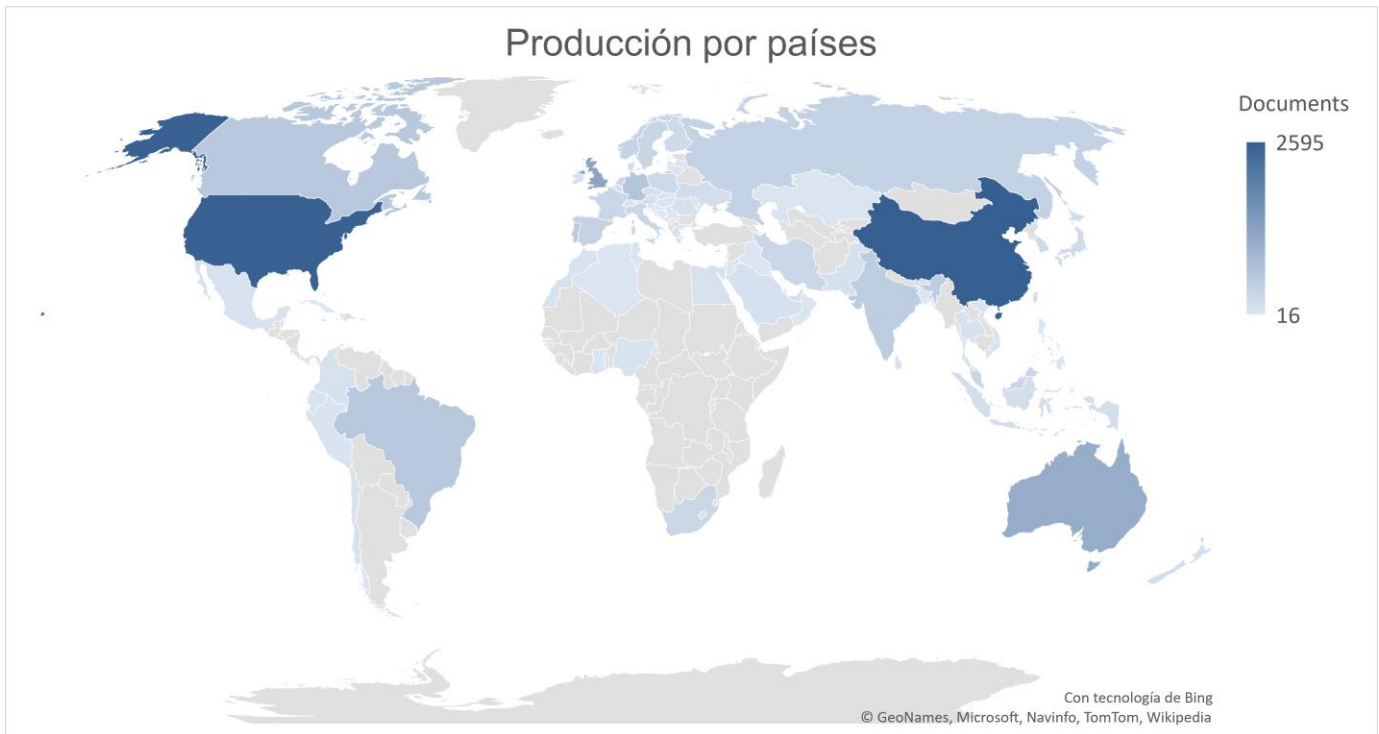 Producción por países
Documents
2595
16
Con tecnología de Bing
© GeoNames, Microsoft, Navinfo, TomTom, Wikipedia